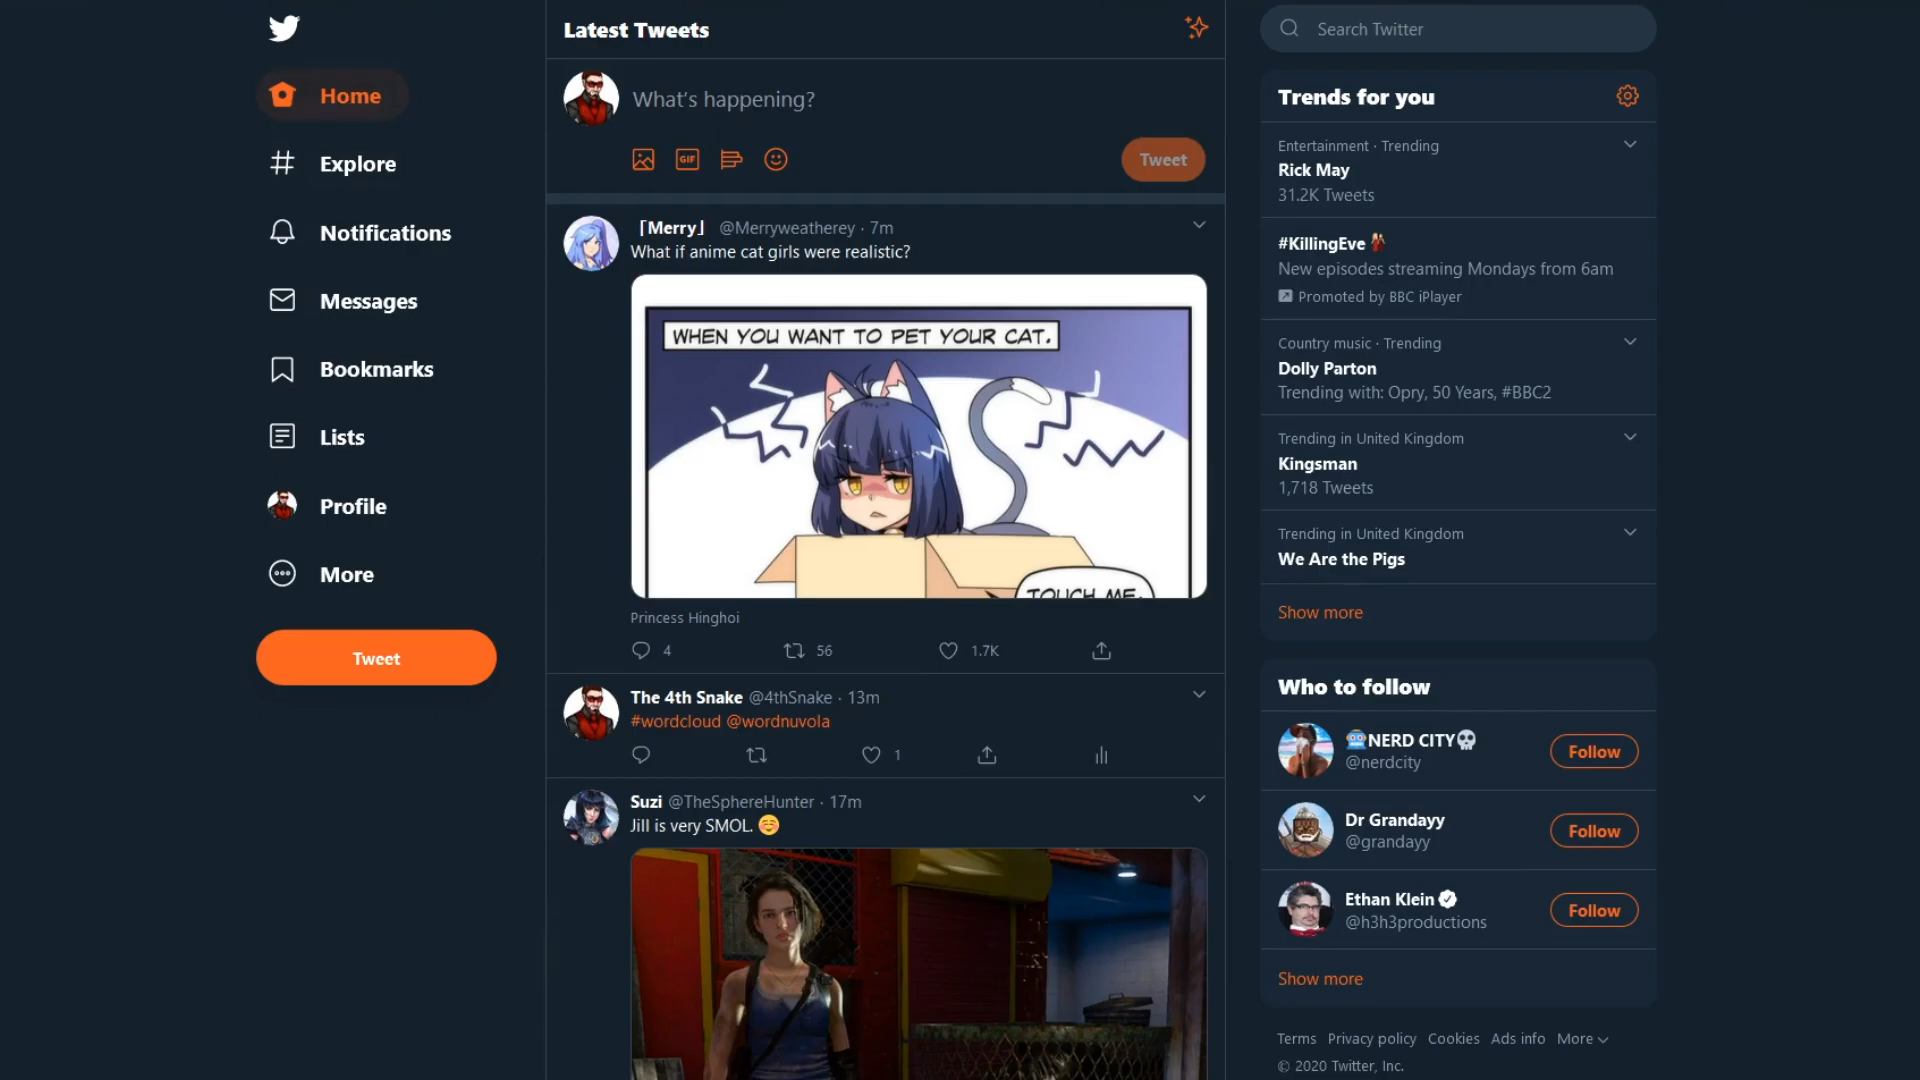 Home
Explore
Notifications
Messages
Bookmarks
Lists
Profile
More
Tweet
Latest Tweets
What's happening?
GIF
Tweet
「Merry」 @Merryweatherey · 7m
What if anime cat girls were realistic?
WHEN YOU WANT TO PET YOUR CAT.
TOUCH ME.
Princess Hinghoi
4 56 1.7K
The 4th Snake @4thSnake · 13m
#wordcloud @wordnuvola
1
Suzi @TheSphereHunter · 17m
Jill is very SMOL. ☺️
Search Twitter
Trends for you
Entertainment · Trending
Rick May
31.2K Tweets
#KillingEve
New episodes streaming Mondays from 6am
Promoted by BBC iPlayer
Country music · Trending
Dolly Parton
Trending with: Opry, 50 Years, #BBC2
Trending in United Kingdom
Kingsman
1,718 Tweets
Trending in United Kingdom
We Are the Pigs
Show more
Who to follow
🤖NERD CITY💀
@nerdcity
Follow
Dr Grandayy
@grandayy
Follow
Ethan Klein
@h3h3productions
Follow
Show more
Terms Privacy policy Cookies Ads info More
© 2020 Twitter, Inc.